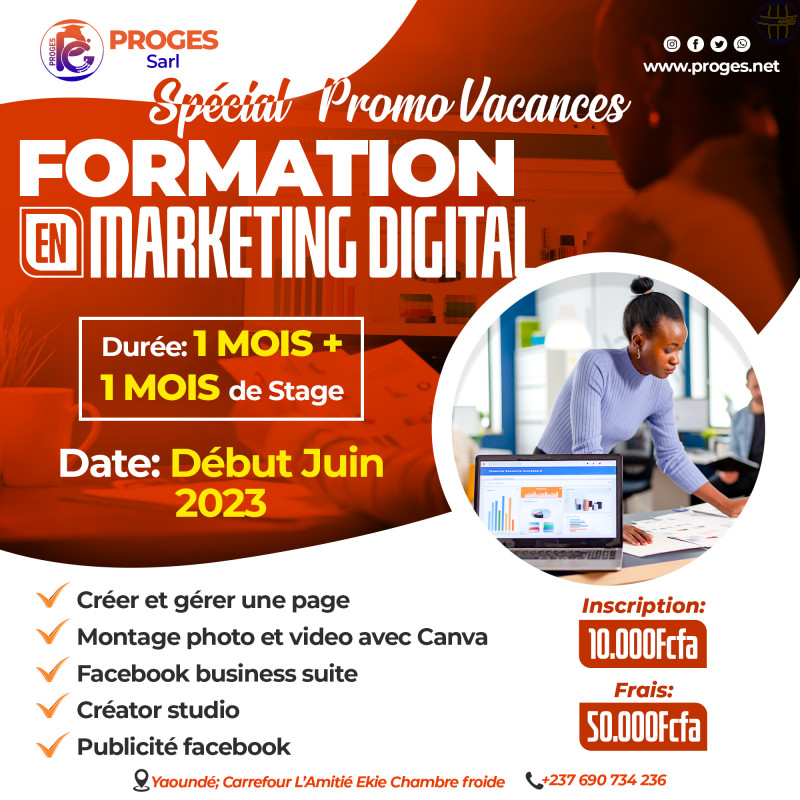 PROGES
PROGES
Sarl
www.proges.net
Spécial Promo Vacances
FORMATION
EN MARKETING DIGITAL
Durée: 1 MOIS +
1 MOIS de Stage
Date: Début Juin
2023
Créer et gérer une page
Montage photo et video avec Canva
Facebook business suite
Créator studio
Publicité facebook
Inscription:
10.000Fcfa
Frais:
50.000Fcfa
Yaoundé; Carrefour L'Amitié Ekie Chambre froide
+237 690 734 236